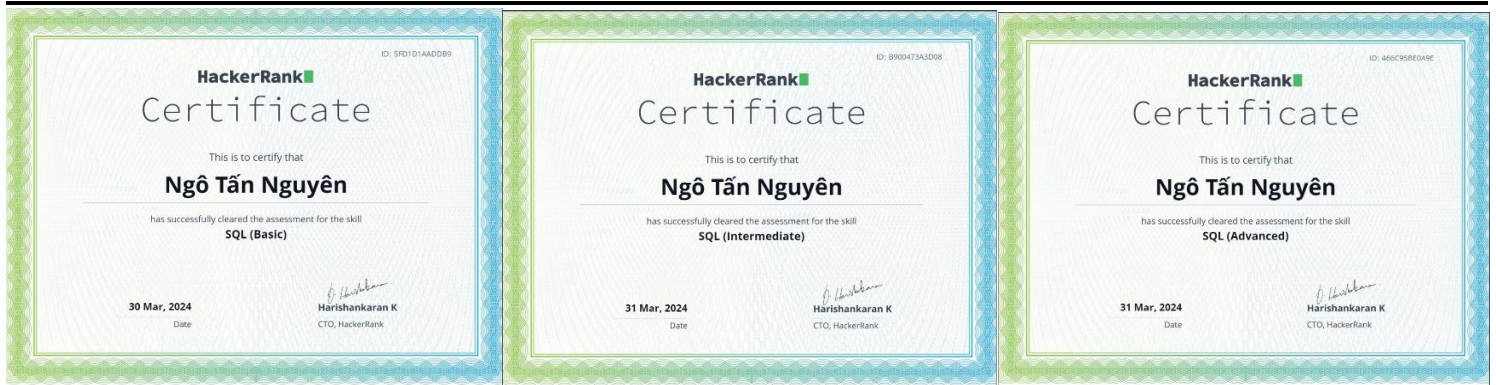 ID: 5FD1D1AADDB9
HackerRank
Certificate
This is to certify that
Ngô Tấn Nguyên
has successfully cleared the assessment for the skill
SQL (Basic)
30 Mar, 2024
Date
Harishankaran K
CTO, HackerRank
ID: B900473A3D08
HackerRank
Certificate
This is to certify that
Ngô Tấn Nguyên
has successfully cleared the assessment for the skill
SQL (Intermediate)
31 Mar, 2024
Date
Harishankaran K
CTO, HackerRank
ID: 466C95BE0A9E
HackerRank
Certificate
This is to certify that
Ngô Tấn Nguyên
has successfully cleared the assessment for the skill
SQL (Advanced)
31 Mar, 2024
Date
Harishankaran K
CTO, HackerRank